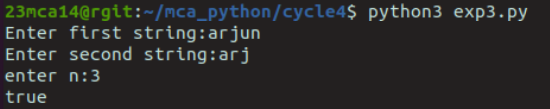 23mca14@rgit:~/mca_python/cycle4$ python3 exp3.py
Enter first string:arjun
Enter second string:arj
enter n:3
true